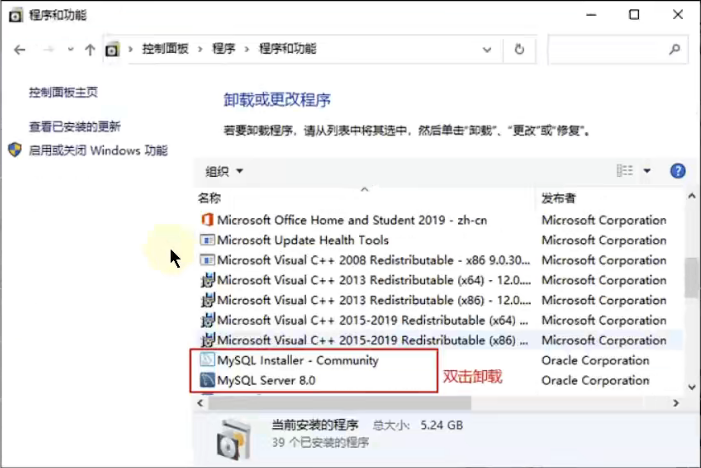 程序和功能
控制面板 › 程序 › 程序和功能
控制面板主页
查看已安装的更新
启用或关闭 Windows 功能
卸载或更改程序
若要卸载程序，请从列表中将其选中，然后单击“卸载”、“更改”或“修复”。
组织
名称 发布者
Microsoft Office Home and Student 2019 - zh-cn Microsoft Corporation
Microsoft Update Health Tools Microsoft Corporation
Microsoft Visual C++ 2008 Redistributable - x86 9.0.30... Microsoft Corporation
Microsoft Visual C++ 2013 Redistributable (x64) - 12.0.... Microsoft Corporation
Microsoft Visual C++ 2013 Redistributable (x86) - 12.0.... Microsoft Corporation
Microsoft Visual C++ 2015-2019 Redistributable (x64) ... Microsoft Corporation
Microsoft Visual C++ 2015-2019 Redistributable (x86) ... Microsoft Corporation
MySQL Installer - Community Oracle Corporation
MySQL Server 8.0 双击卸载 Oracle Corporation
当前安装的程序 总大小: 5.24 GB
39 个已安装的程序